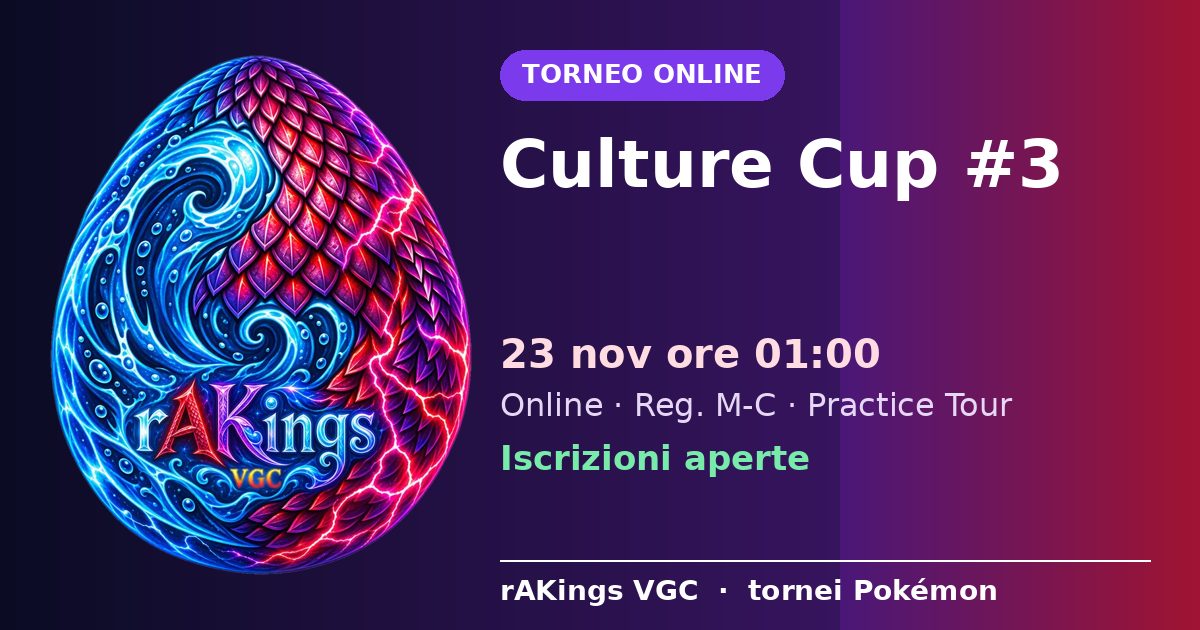 TORNEO ONLINE
Culture Cup #3
23 nov ore 01:00
Online · Reg. M-C · Practice Tour
Iscrizioni aperte
rAKings
VGC
rAKings VGC · tornei Pokémon